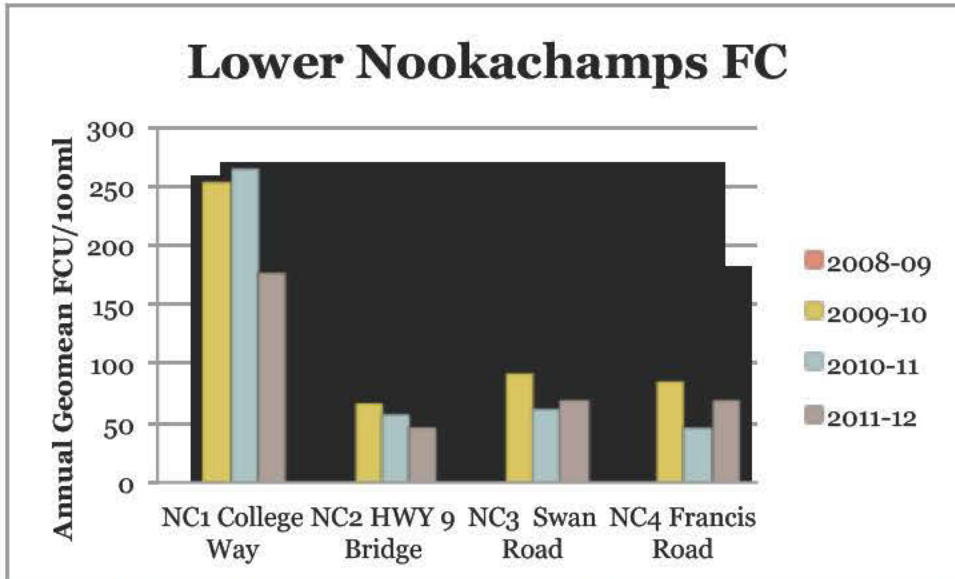 Lower Nookachamps FC
Annual Geomean FCU/100ml
300
250
200
150
100
50
0
NC1 College Way
NC2 HWY 9 Bridge
NC3 Swan Road
NC4 Francis Road
2008-09
2009-10
2010-11
2011-12